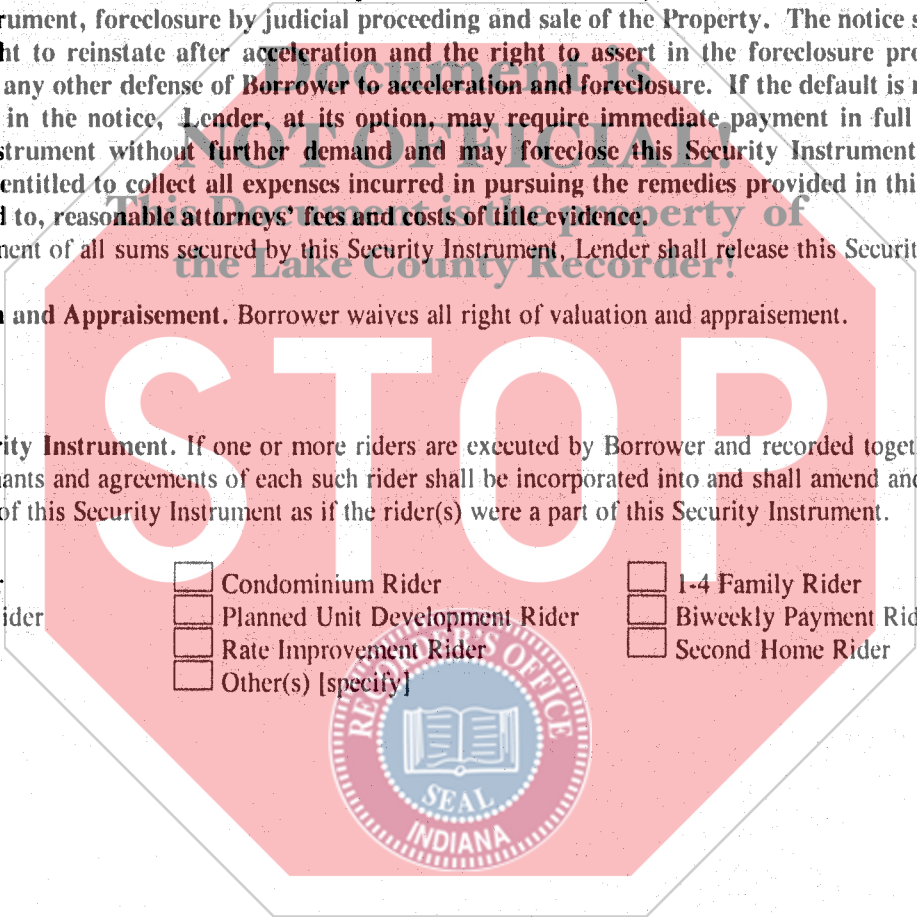 rument, foreclosure by judicial proceeding and sale of the Property. The notice s
ht to reinstate after acceleration and the right to assert in the foreclosure pro
Document is
any other defense of Borrower to acceleration and foreclosure. If the default is
in the notice, Lender, at its option, may require immediate payment in full
NOT OFFICIAL!
strument without further demand and may foreclose this Security Instrument
entitled to collect all expenses incurred in pursuing the remedies provided in thi
d to, reasonable attorneys' fees and costs of title evidence.
This Document is the property of
ment of all sums secured by this Security Instrument, Lender shall release this Securit
the Lake County Recorder!
and Appraisement. Borrower waives all right of valuation and appraisement.
STOP
rity Instrument. If one or more riders are executed by Borrower and recorded toget
nants and agreements of each such rider shall be incorporated into and shall amend and
of this Security Instrument as if the rider(s) were a part of this Security Instrument.
Condominium Rider 1-4 Family Rider
ider Planned Unit Development Rider Biweekly Payment Rid
Rate Improvement Rider Second Home Rider
Other(s) [specify]
RECORDER'S OFFICE
SEAL
INDIANA